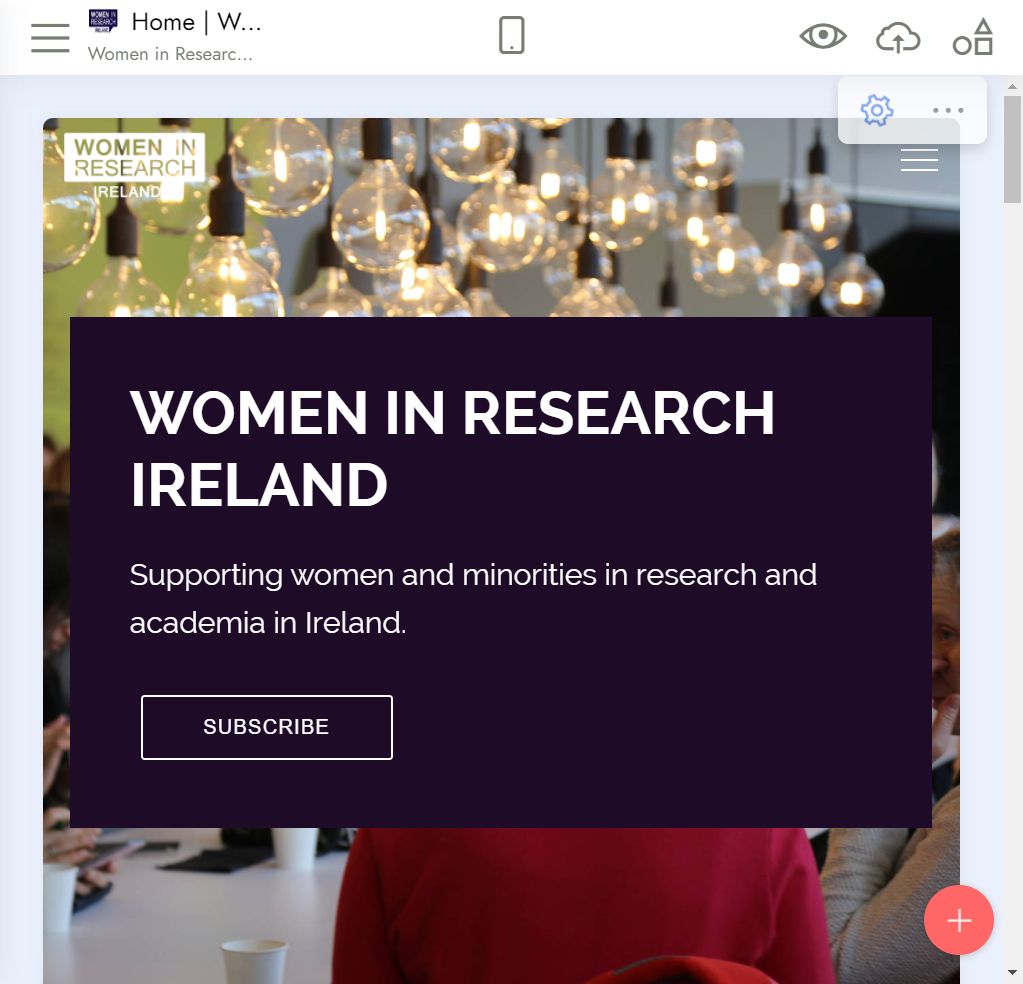 Home | W...
Women in Researc...
WOMEN IN
RESEARCH
IRELAND
WOMEN IN RESEARCH
IRELAND
Supporting women and minorities in research and
academia in Ireland.
SUBSCRIBE